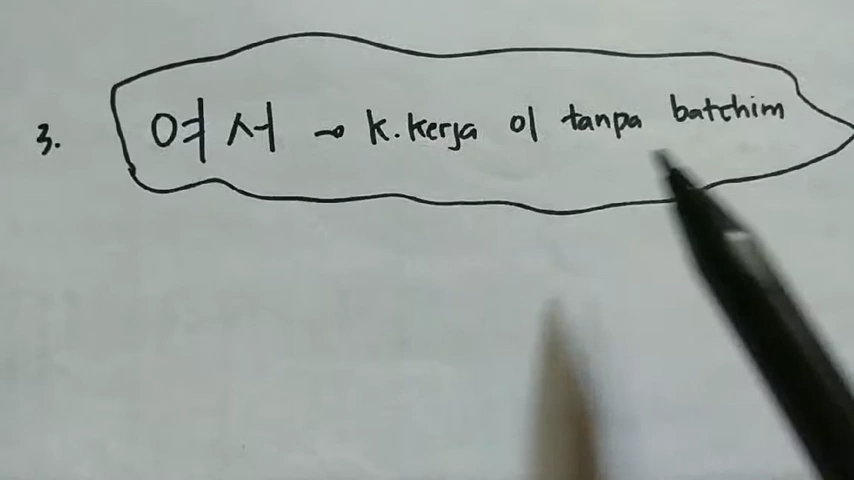 3. 여서 → k.kerja 이 tanpa batchim